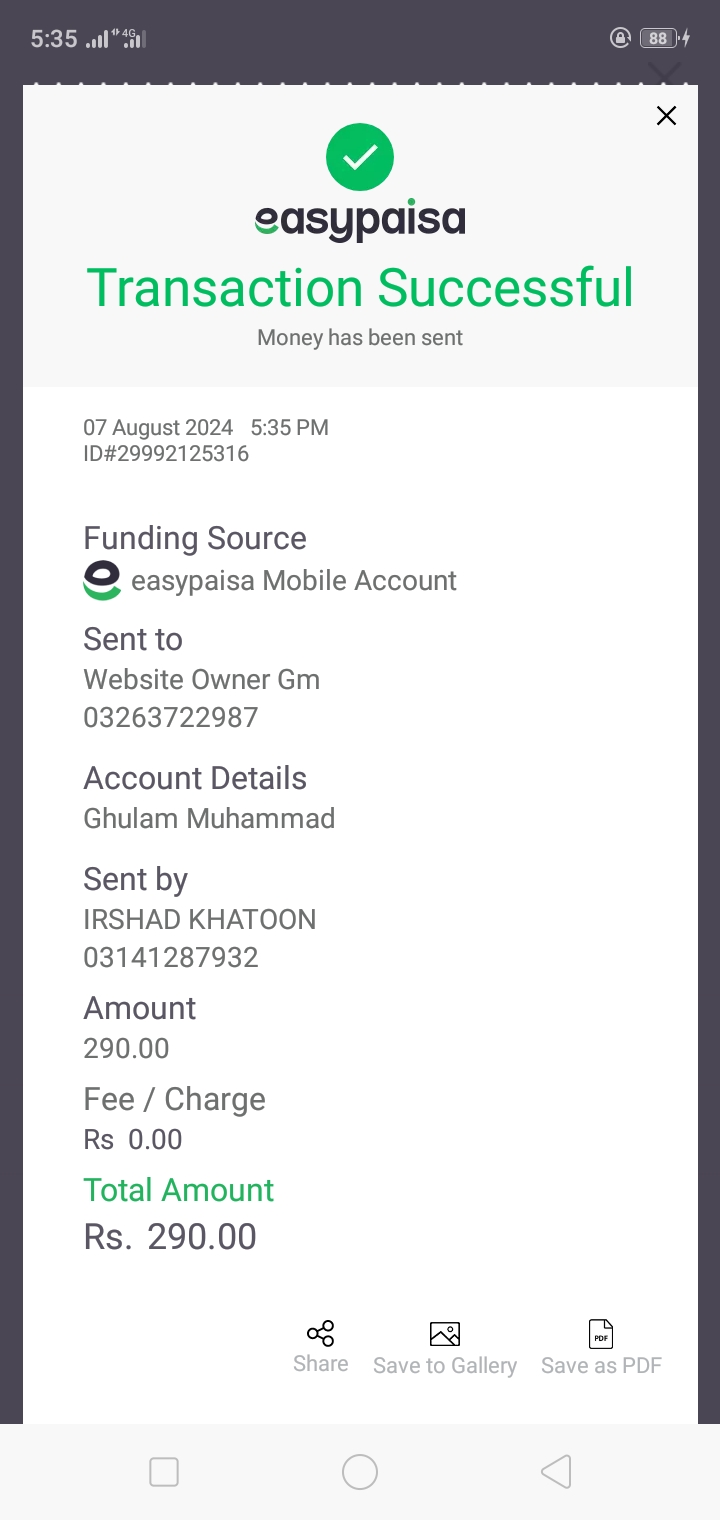 5:35 4G 88
easypaisa
Transaction Successful
Money has been sent
07 August 2024 5:35 PM
ID#29992125316
Funding Source
easypaisa Mobile Account
Sent to
Website Owner Gm
03263722987
Account Details
Ghulam Muhammad
Sent by
IRSHAD KHATOON
03141287932
Amount
290.00
Fee / Charge
Rs 0.00
Total Amount
Rs. 290.00
PDF
Share Save to Gallery Save as PDF